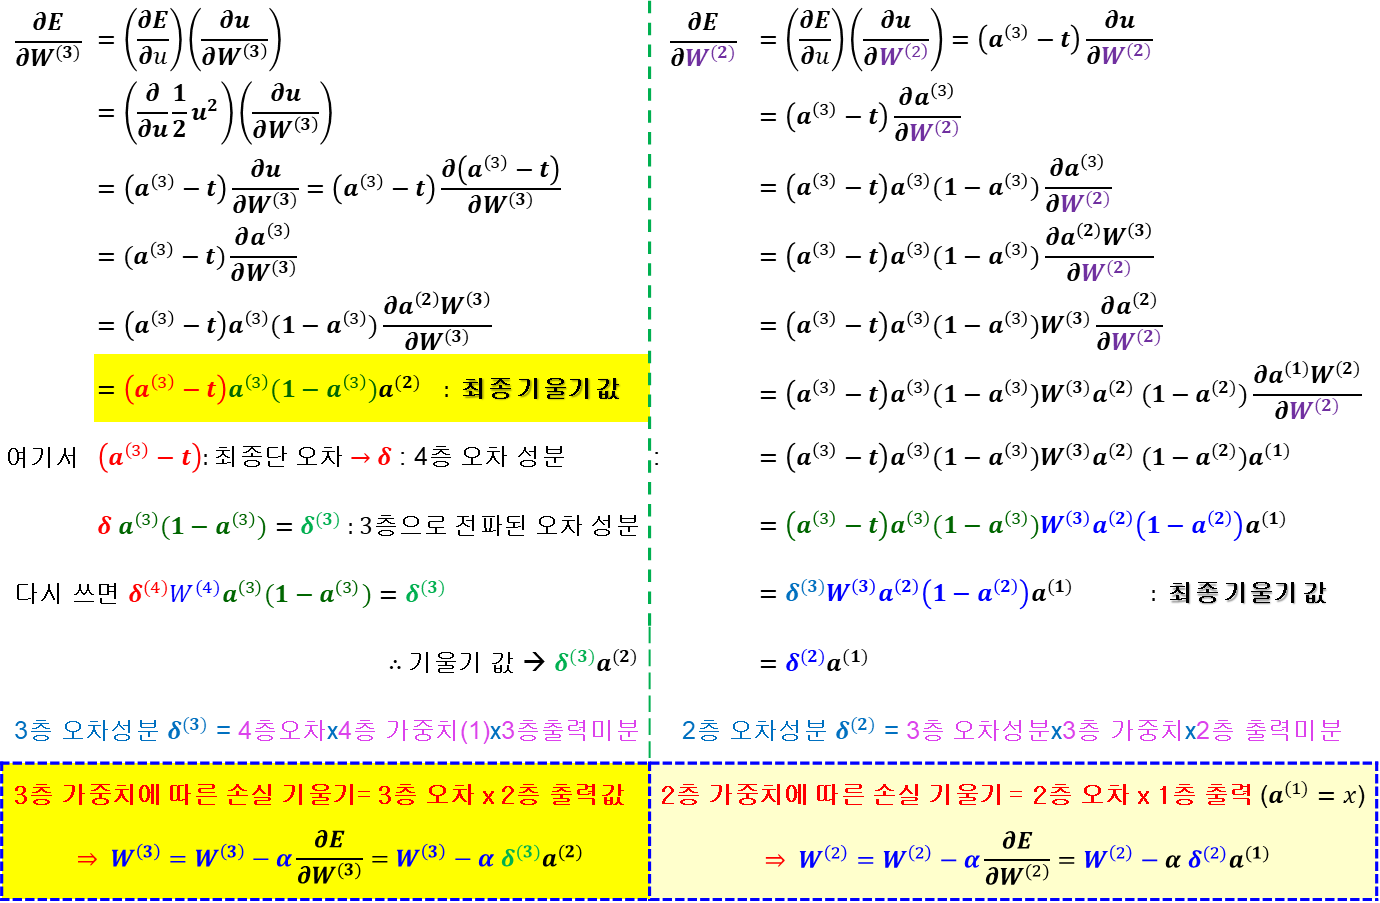 ∂E/∂W⁽³⁾ = (∂E/∂u)(∂u/∂W⁽³⁾)
= (∂/∂u 1/2 u²)(∂u/∂W⁽³⁾)
= (a⁽³⁾ − t) ∂u/∂W⁽³⁾ = (a⁽³⁾ − t) ∂(a⁽³⁾ − t)/∂W⁽³⁾
= (a⁽³⁾ − t) ∂a⁽³⁾/∂W⁽³⁾
= (a⁽³⁾ − t)a⁽³⁾(1 − a⁽³⁾) ∂a⁽²⁾W⁽³⁾/∂W⁽³⁾
= (a⁽³⁾ − t)a⁽³⁾(1 − a⁽³⁾)a⁽²⁾ : 최종기울기값
여기서 (a⁽³⁾ − t): 최종단 오차 → δ : 4층 오차 성분
δ a⁽³⁾(1 − a⁽³⁾) = δ⁽³⁾ : 3층으로 전파된 오차 성분
다시 쓰면 δ⁽⁴⁾W⁽⁴⁾a⁽³⁾(1 − a⁽³⁾) = δ⁽³⁾
∴ 기울기 값 → δ⁽³⁾a⁽²⁾
3층 오차성분 δ⁽³⁾ = 4층오차x4층 가중치(1)x3층출력미분
3층 가중치에 따른 손실 기울기= 3층 오차 x 2층 출력값
⇒ W⁽³⁾ = W⁽³⁾ − α ∂E/∂W⁽³⁾ = W⁽³⁾ − α δ⁽³⁾a⁽²⁾
∂E/∂W⁽²⁾ = (∂E/∂u)(∂u/∂W⁽²⁾) = (a⁽³⁾ − t) ∂u/∂W⁽²⁾
= (a⁽³⁾ − t) ∂a⁽³⁾/∂W⁽²⁾
= (a⁽³⁾ − t)a⁽³⁾(1 − a⁽³⁾) ∂a⁽³⁾/∂W⁽²⁾
= (a⁽³⁾ − t)a⁽³⁾(1 − a⁽³⁾) ∂a⁽²⁾W⁽³⁾/∂W⁽²⁾
= (a⁽³⁾ − t)a⁽³⁾(1 − a⁽³⁾)W⁽³⁾ ∂a⁽²⁾/∂W⁽²⁾
= (a⁽³⁾ − t)a⁽³⁾(1 − a⁽³⁾)W⁽³⁾a⁽²⁾ (1 − a⁽²⁾) ∂a⁽¹⁾W⁽²⁾/∂W⁽²⁾
: = (a⁽³⁾ − t)a⁽³⁾(1 − a⁽³⁾)W⁽³⁾a⁽²⁾ (1 − a⁽²⁾)a⁽¹⁾
= (a⁽³⁾ − t)a⁽³⁾(1 − a⁽³⁾)W⁽³⁾a⁽²⁾(1 − a⁽²⁾)a⁽¹⁾
= δ⁽³⁾W⁽³⁾a⁽²⁾(1 − a⁽²⁾)a⁽¹⁾ : 최종기울기값
= δ⁽²⁾a⁽¹⁾
2층 오차성분 δ⁽²⁾ = 3층 오차성분x3층 가중치x2층 출력미분
2층 가중치에 따른 손실 기울기 = 2층 오차 x 1층 출력 (a⁽¹⁾ = x)
⇒ W⁽²⁾ = W⁽²⁾ − α ∂E/∂W⁽²⁾ = W⁽²⁾ − α δ⁽²⁾a⁽¹⁾